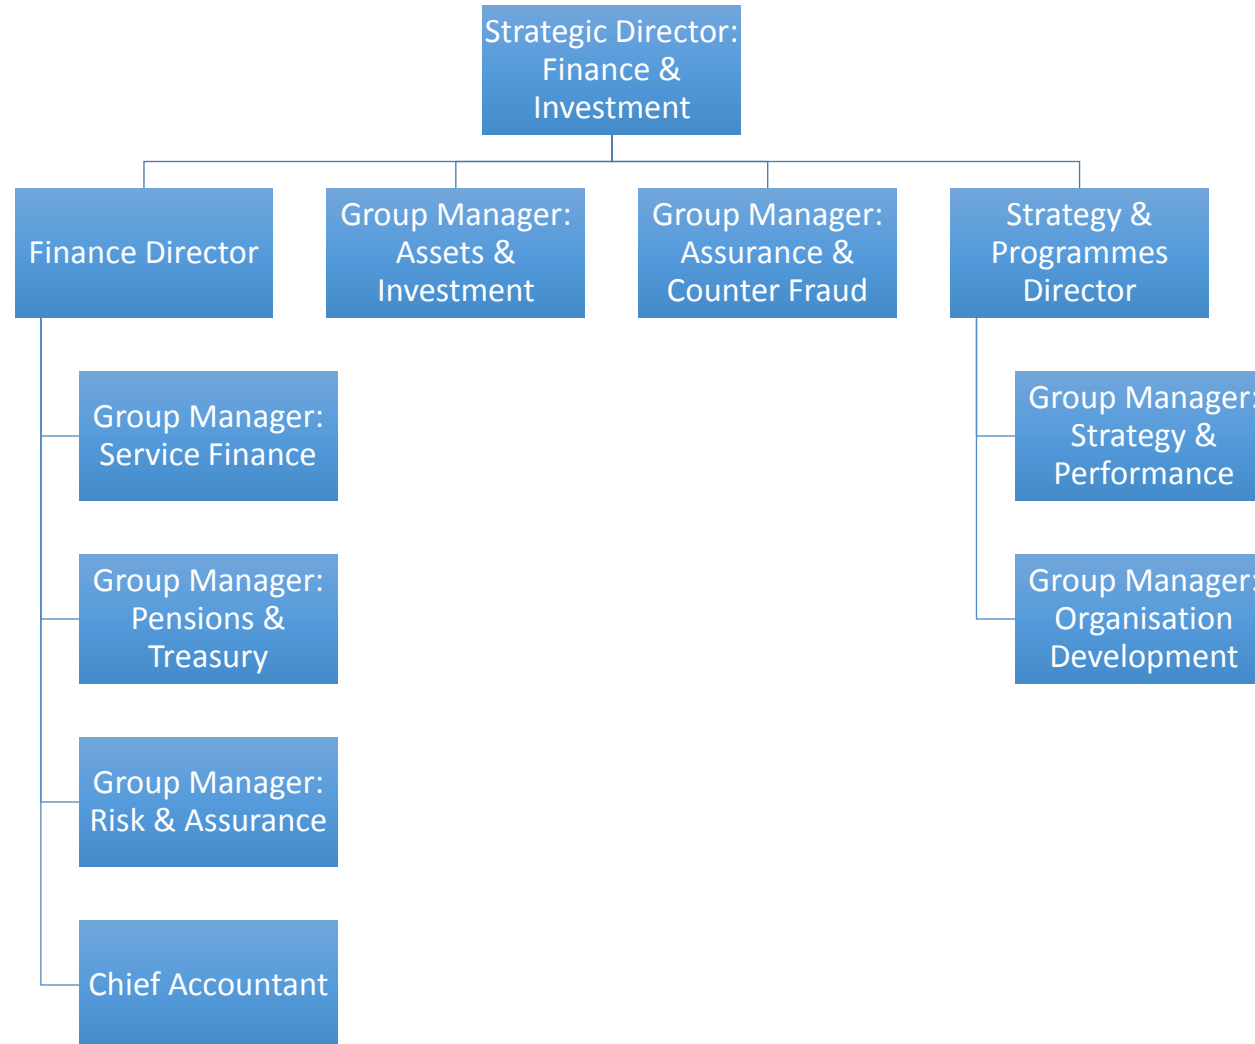 Strategic Director:
Finance &
Investment
Finance Director
Group Manager:
Assets &
Investment
Group Manager:
Assurance &
Counter Fraud
Strategy &
Programmes
Director
Group Manager:
Service Finance
Group Manager:
Pensions &
Treasury
Group Manager:
Risk & Assurance
Chief Accountant
Group Manager:
Strategy &
Performance
Group Manager:
Organisation
Development